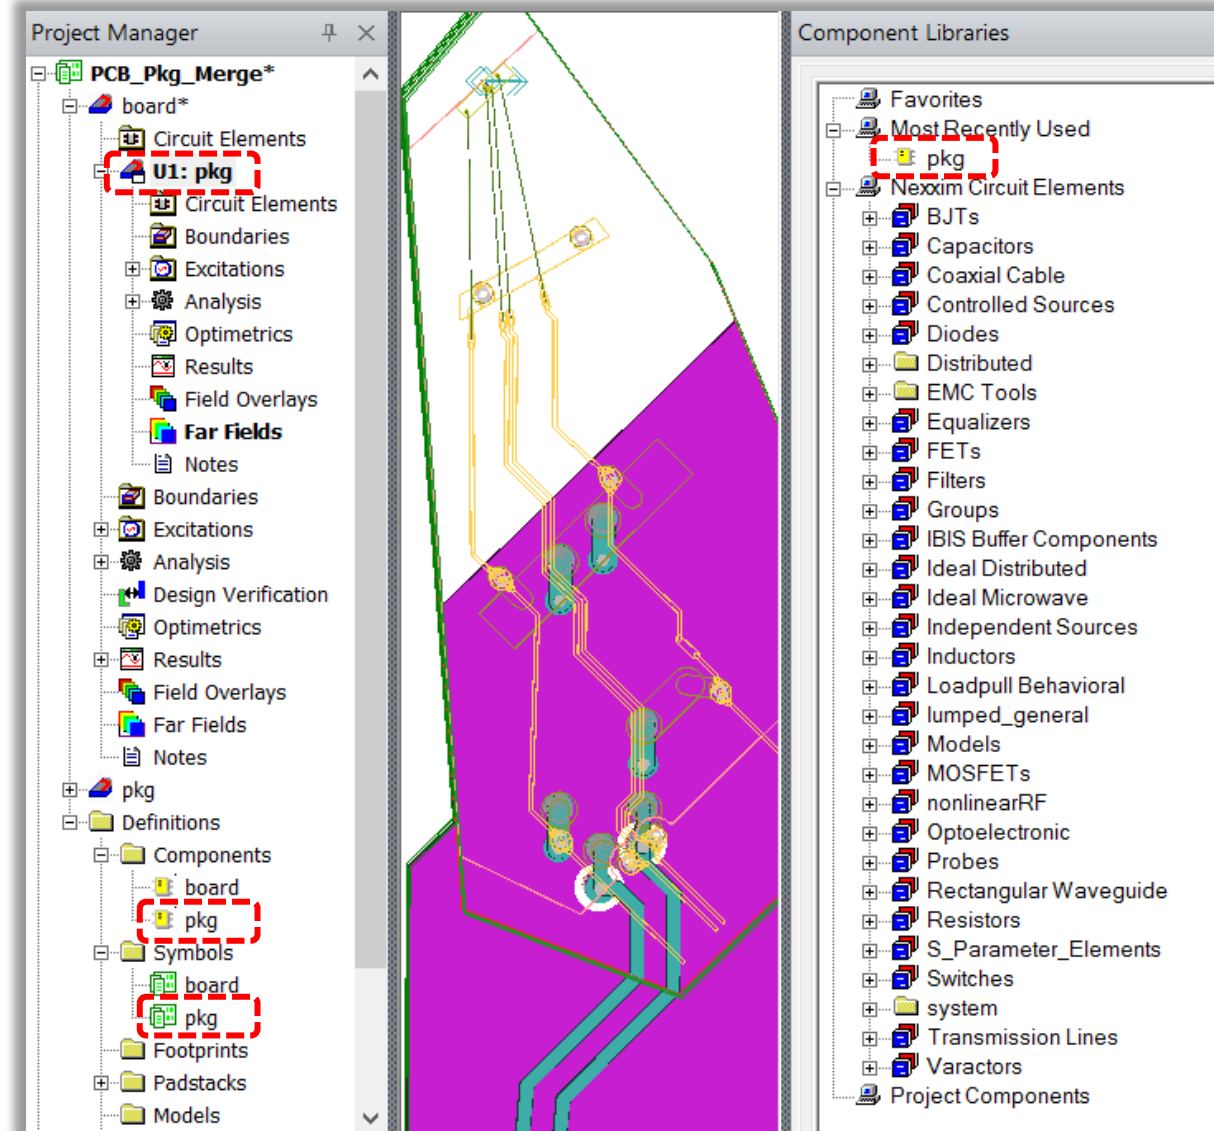 Project Manager
PCB_Pkg_Merge*
board*
Circuit Elements
U1: pkg
Circuit Elements
Boundaries
Excitations
Analysis
Optimetrics
Results
Field Overlays
Far Fields
Notes
Boundaries
Excitations
Analysis
Design Verification
Optimetrics
Results
Field Overlays
Far Fields
Notes
pkg
Definitions
Components
board
pkg
Symbols
board
pkg
Footprints
Padstacks
Models
Component Libraries
Favorites
Most Recently Used
pkg
Nexxim Circuit Elements
BJTs
Capacitors
Coaxial Cable
Controlled Sources
Diodes
Distributed
EMC Tools
Equalizers
FETs
Filters
Groups
IBIS Buffer Components
Ideal Distributed
Ideal Microwave
Independent Sources
Inductors
Loadpull Behavioral
lumped_general
Models
MOSFETs
nonlinearRF
Optoelectronic
Probes
Rectangular Waveguide
Resistors
S_Parameter_Elements
Switches
system
Transmission Lines
Varactors
Project Components